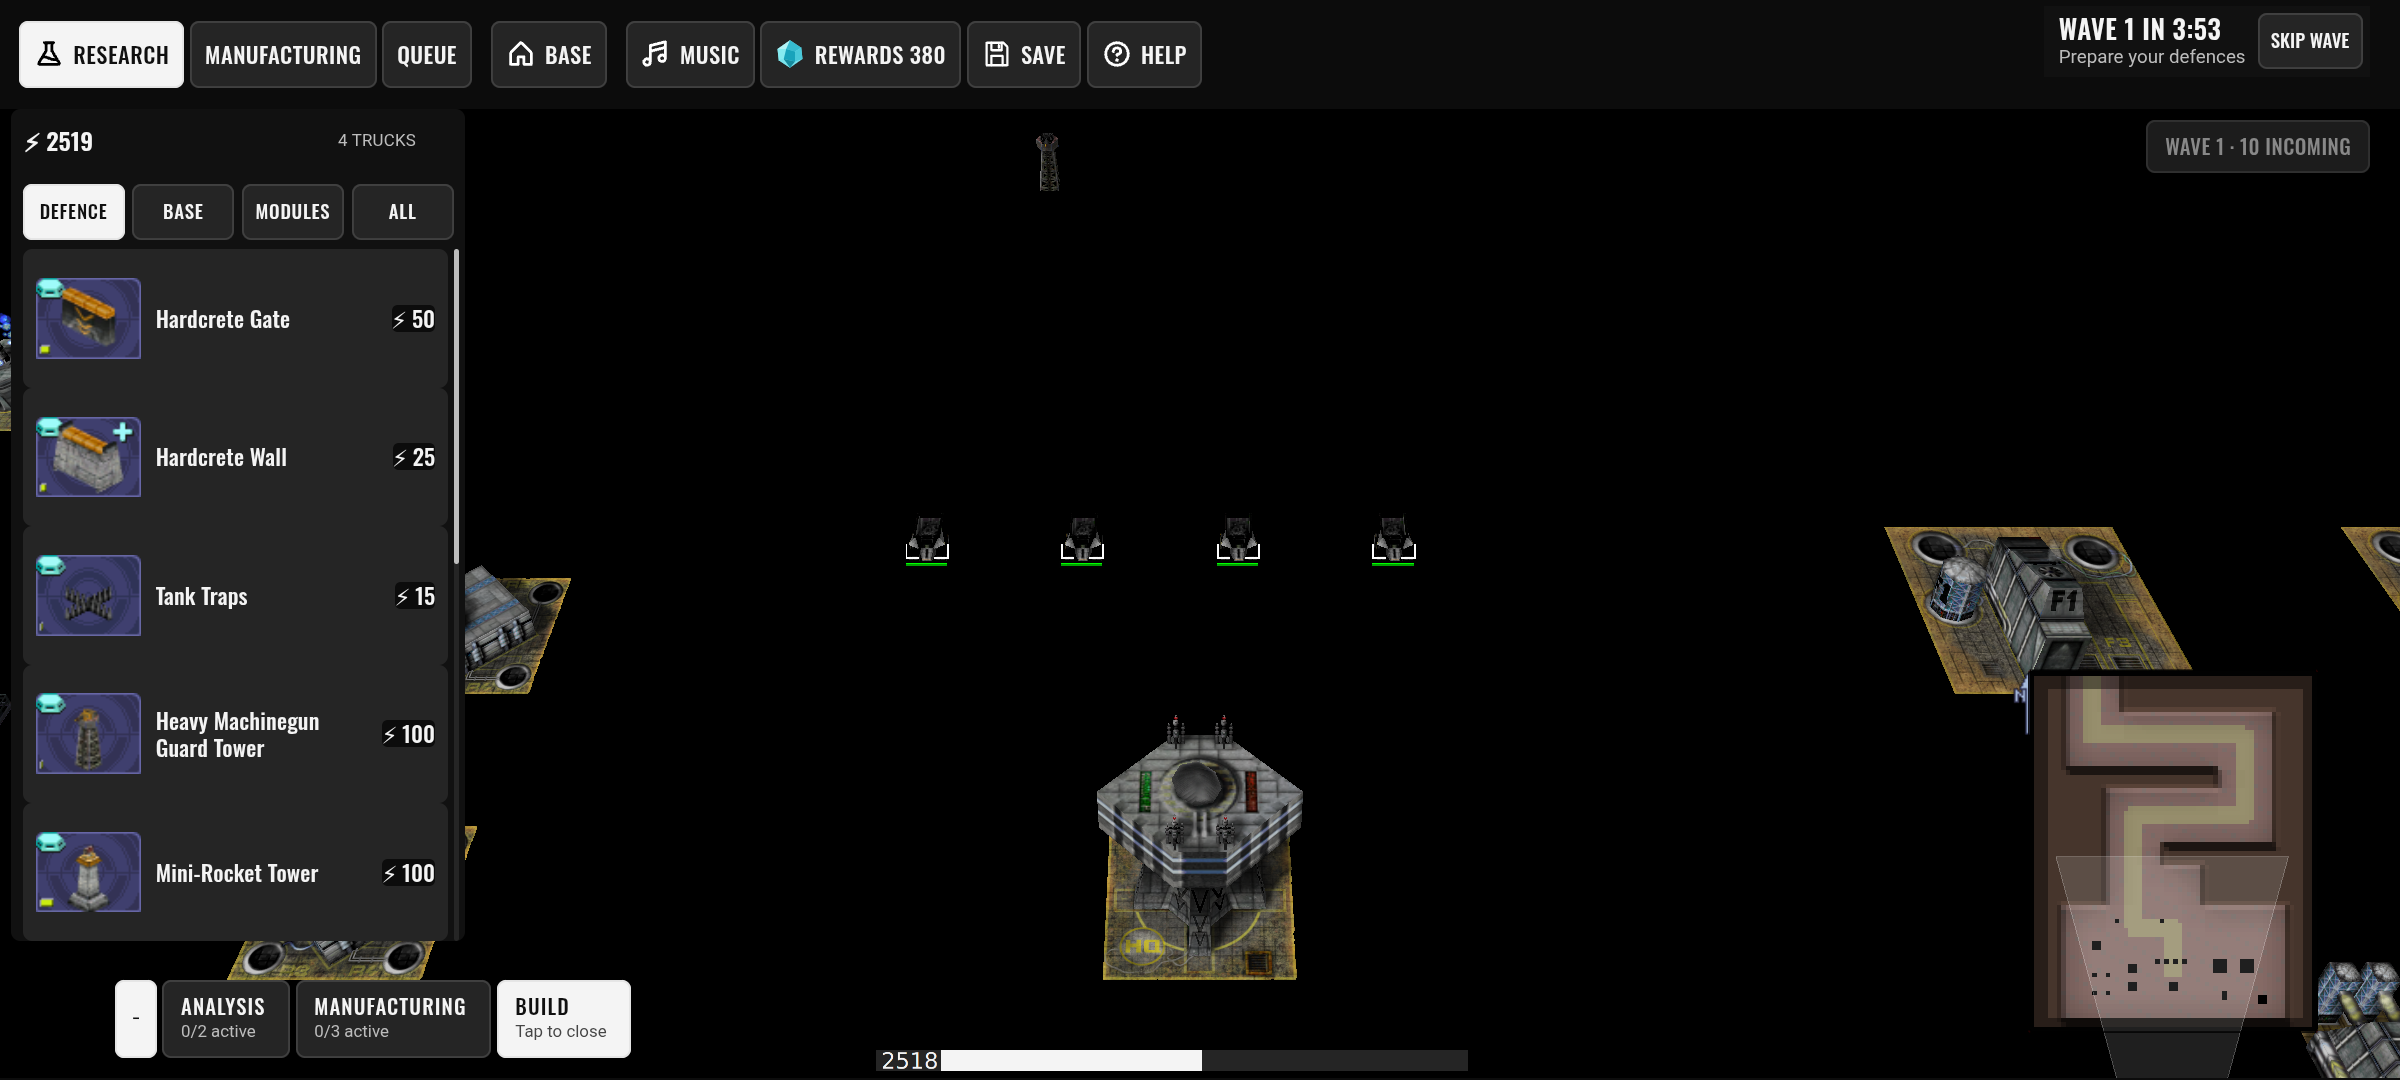 RESEARCH
MANUFACTURING
QUEUE
BASE
MUSIC
REWARDS 380
SAVE
HELP
WAVE 1 IN 3:53
Prepare your defences
SKIP WAVE
2519
4 TRUCKS
WAVE 1 · 10 INCOMING
DEFENCE
BASE
MODULES
ALL
Hardcrete Gate
50
Hardcrete Wall
25
Tank Traps
15
Heavy Machinegun
Guard Tower
100
Mini-Rocket Tower
100
F1
F3
N
HQ
-
ANALYSIS
0/2 active
MANUFACTURING
0/3 active
BUILD
Tap to close
2518